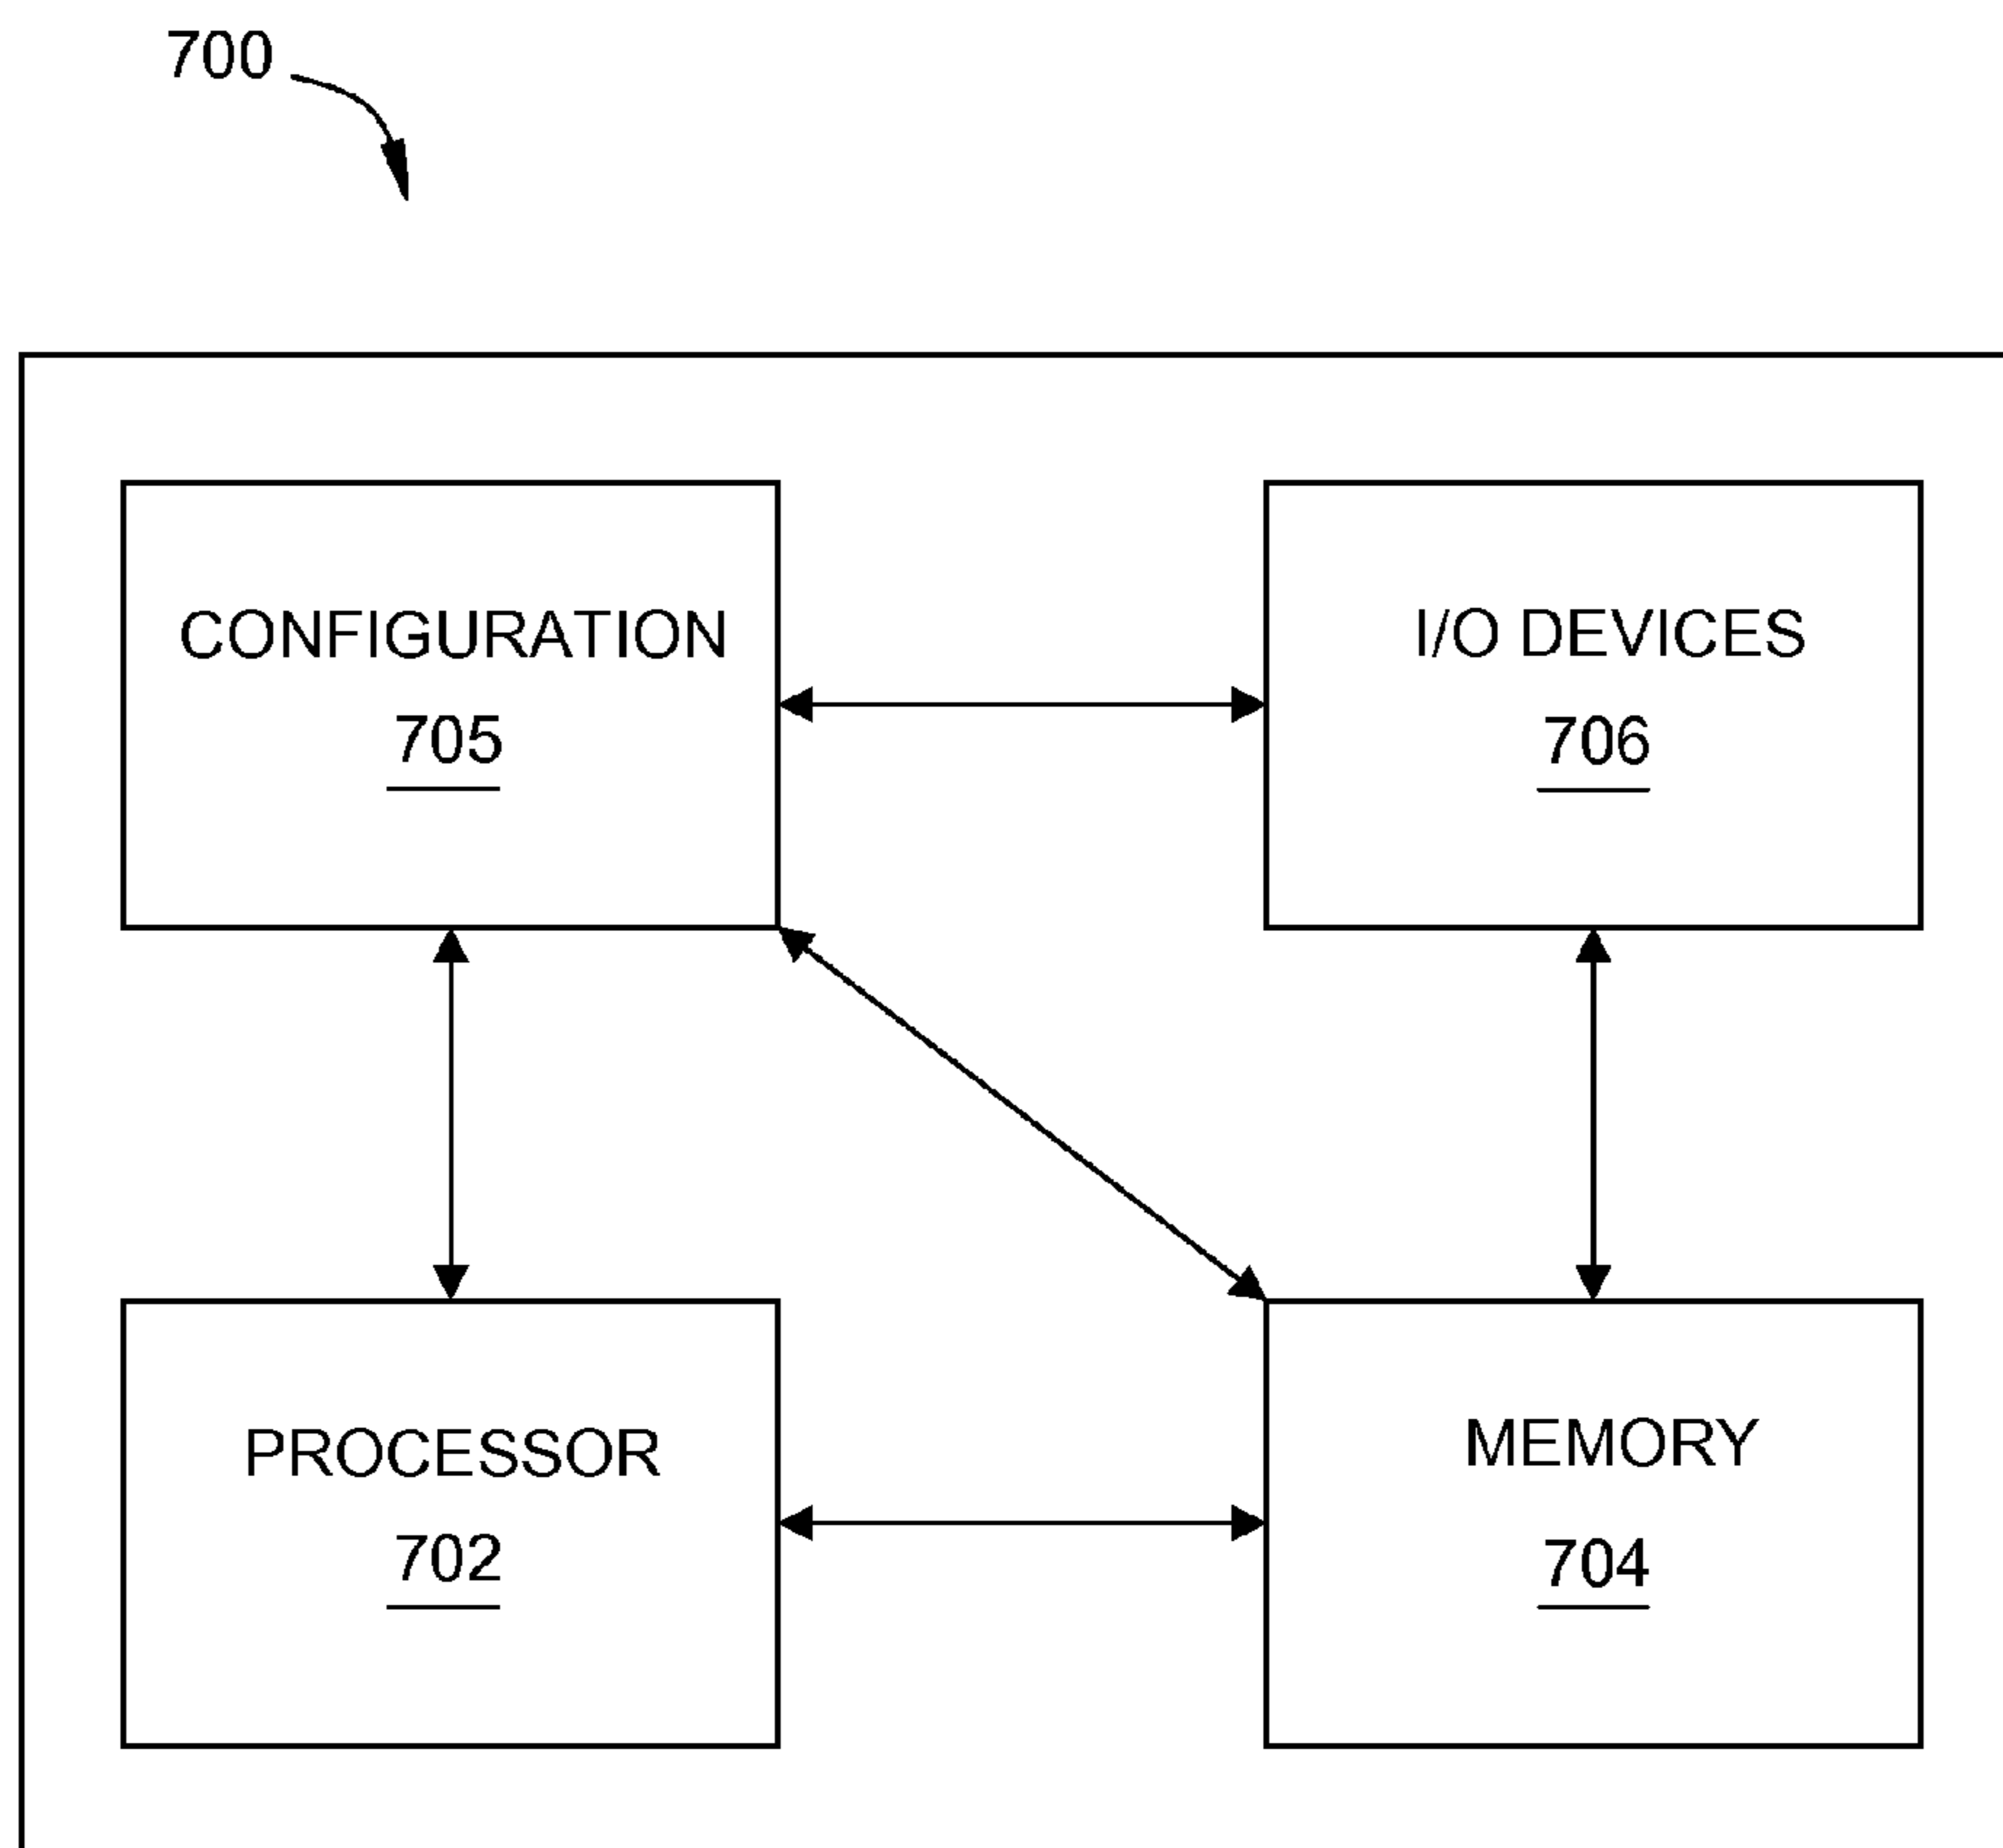 700
CONFIGURATION
705
I/O DEVICES
706
PROCESSOR
702
MEMORY
704